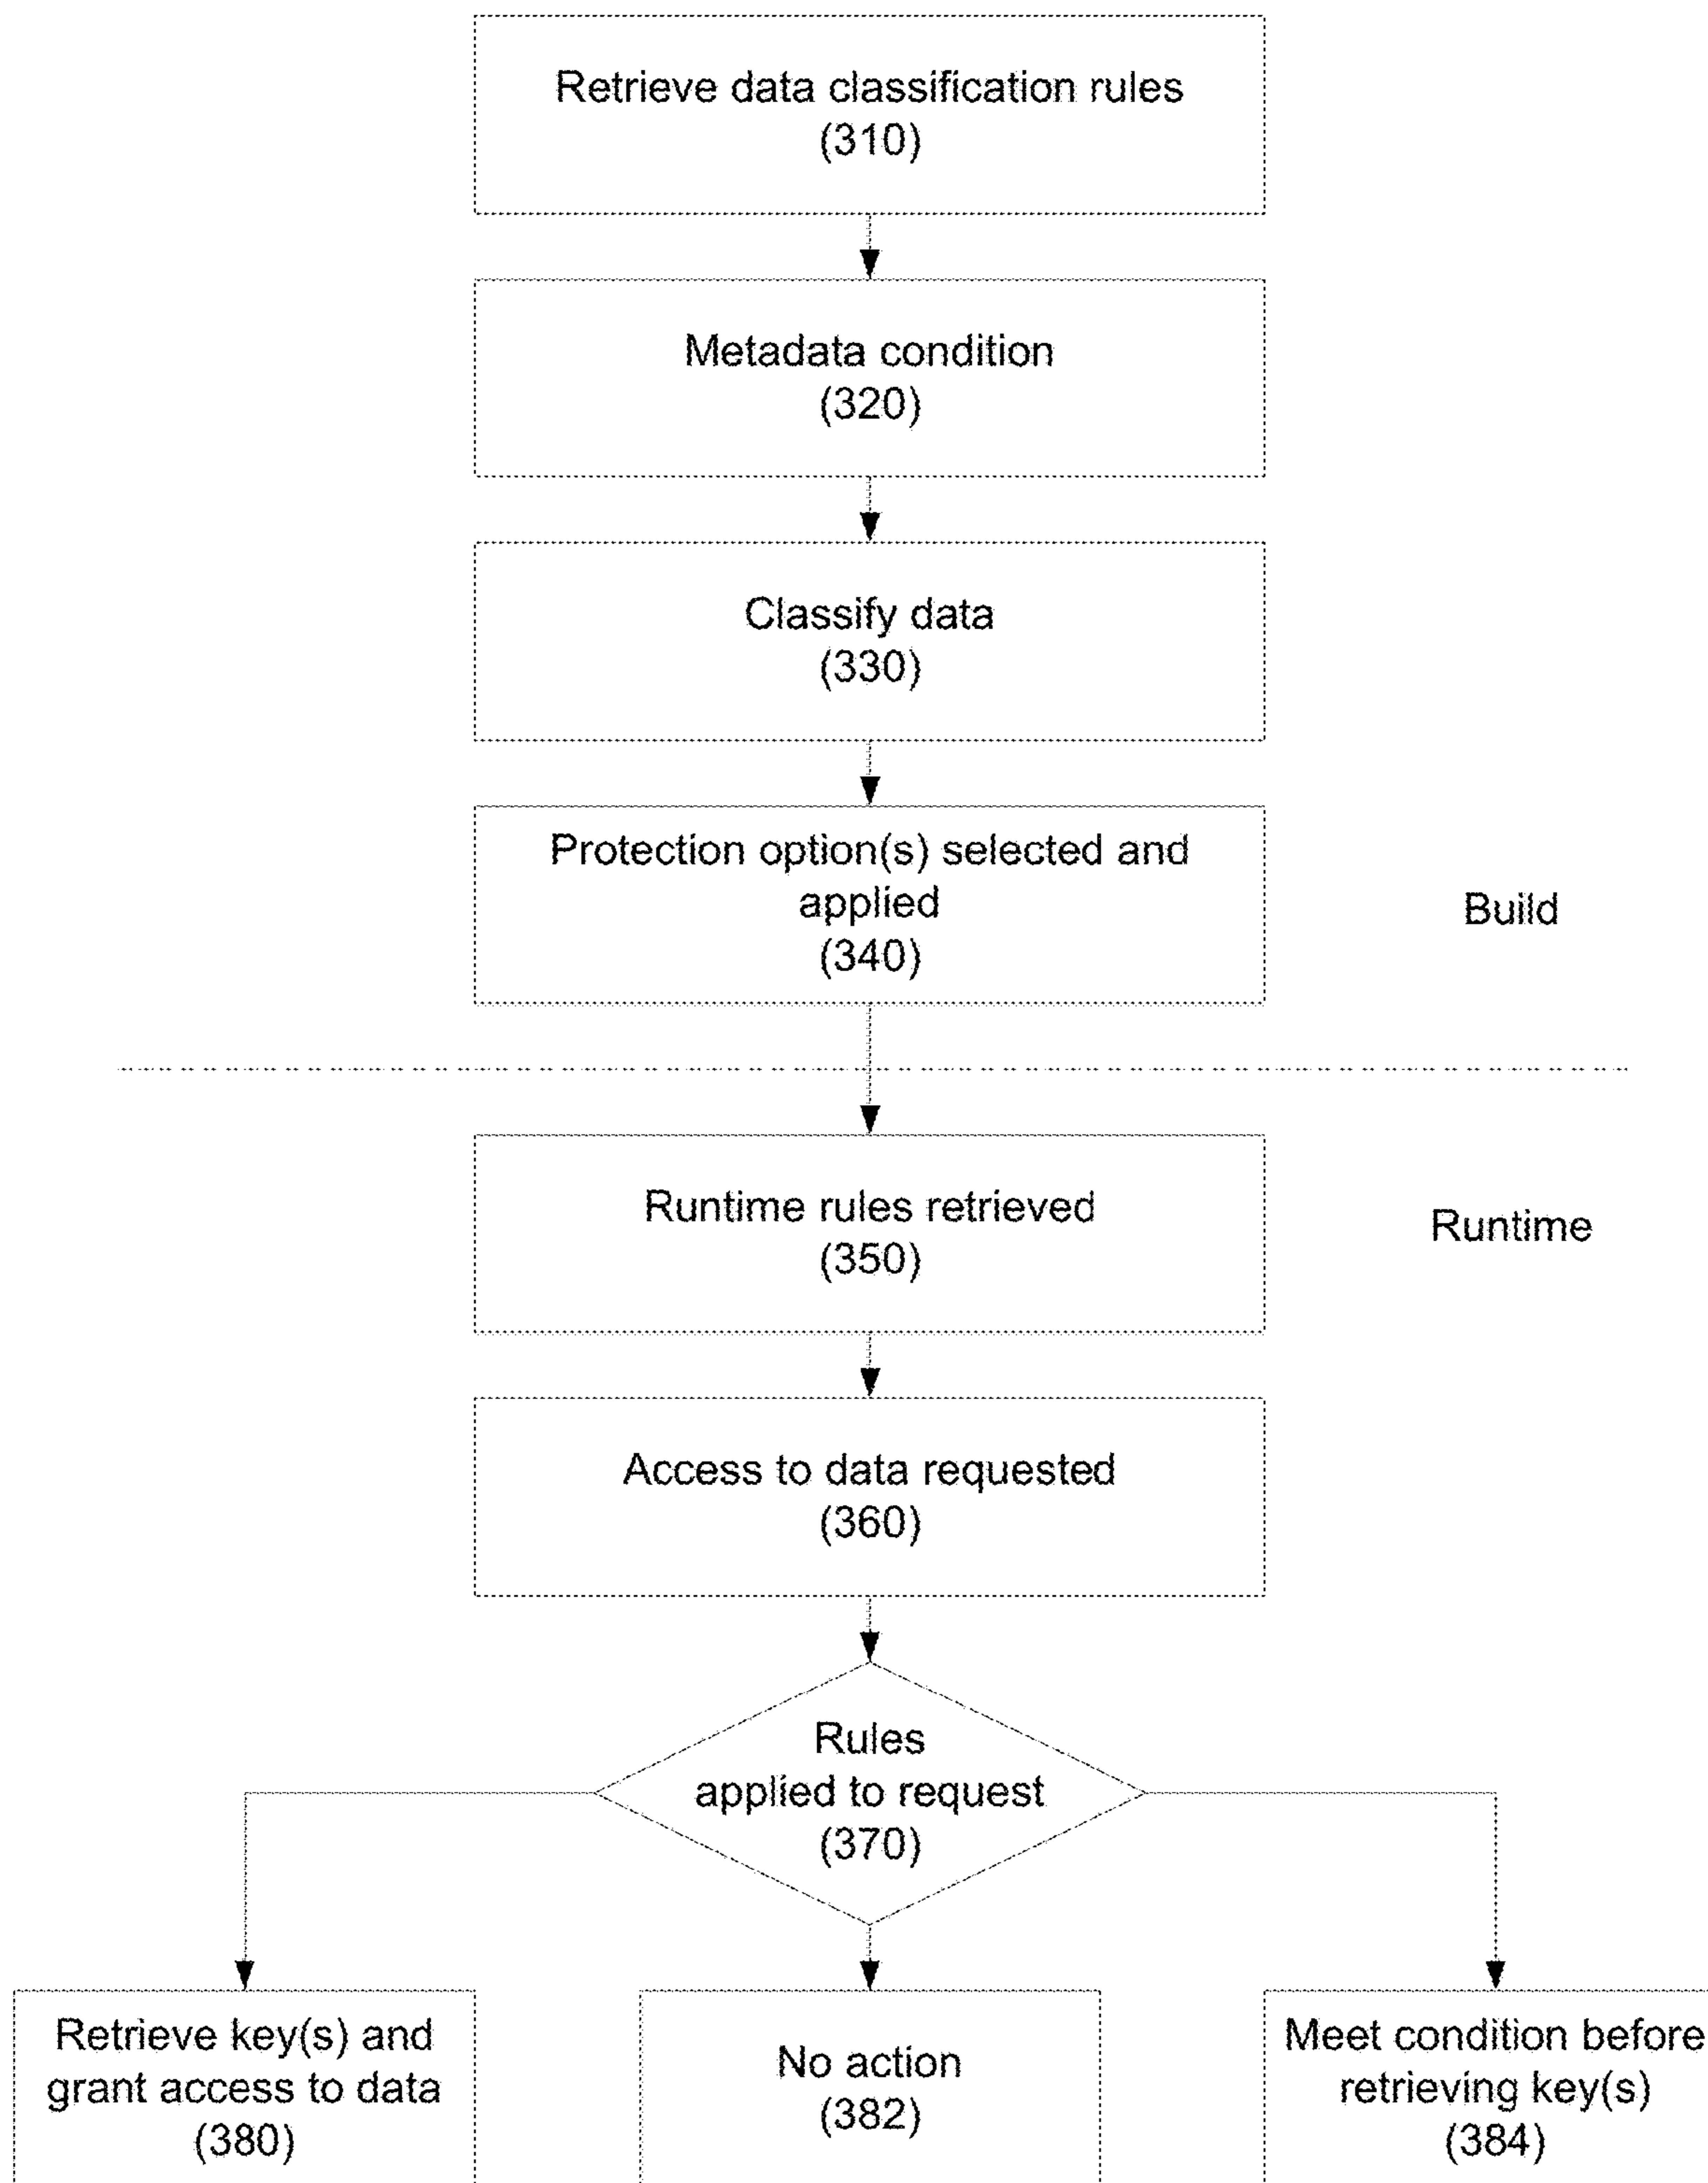 Retrieve data classification rules
(310)
Metadata condition
(320)
Classify data
(330)
Protection option(s) selected and
applied
(340)
Build
Runtime rules retrieved
(350)
Runtime
Access to data requested
(360)
Rules
applied to request
(370)
Retrieve key(s) and
grant access to data
(380)
No action
(382)
Meet condition before
retrieving key(s)
(384)